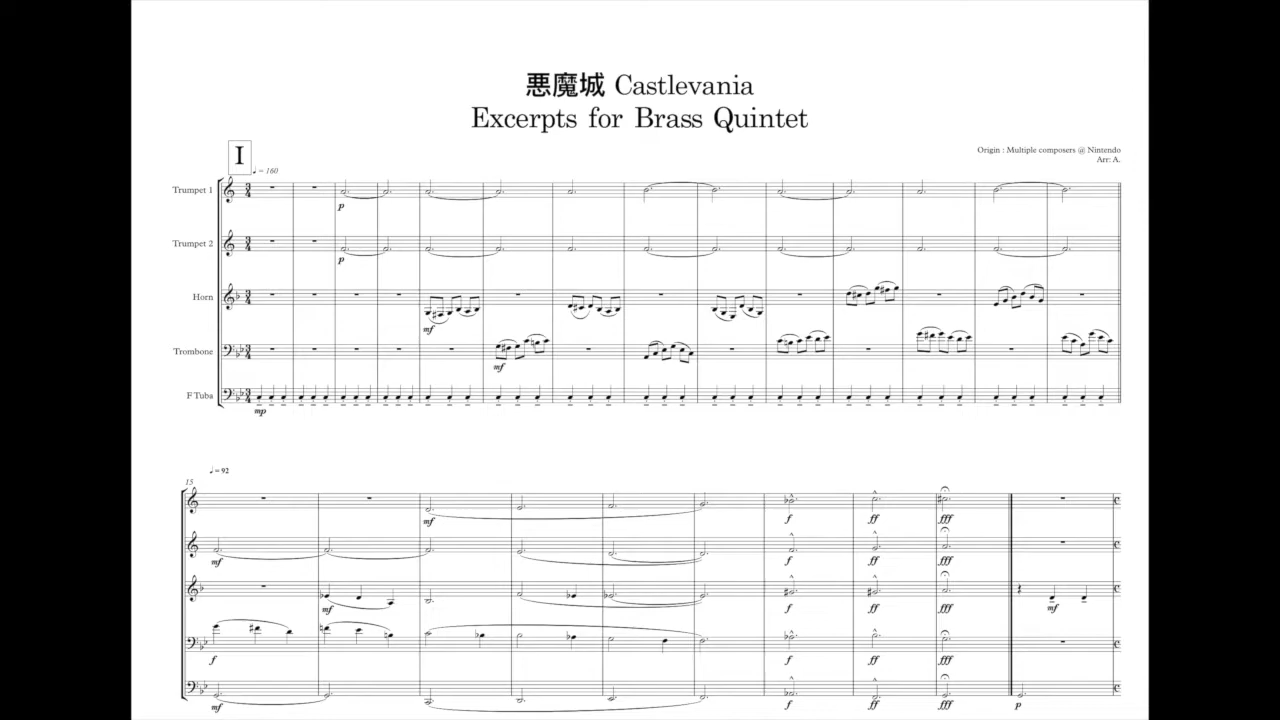 悪魔城 Castlevania
Excerpts for Brass Quintet
Origin : Multiple composers @ Nintendo
Arr: A.
I
♩ = 160
Trumpet 1
p
Trumpet 2
p
Horn
mf
Trombone
mf
F Tuba
mp
♩ = 92
15
mf
f
ff
fff
mf
f
ff
fff
mf
f
ff
fff
mf
f
f
ff
fff
mf
f
ff
fff
p